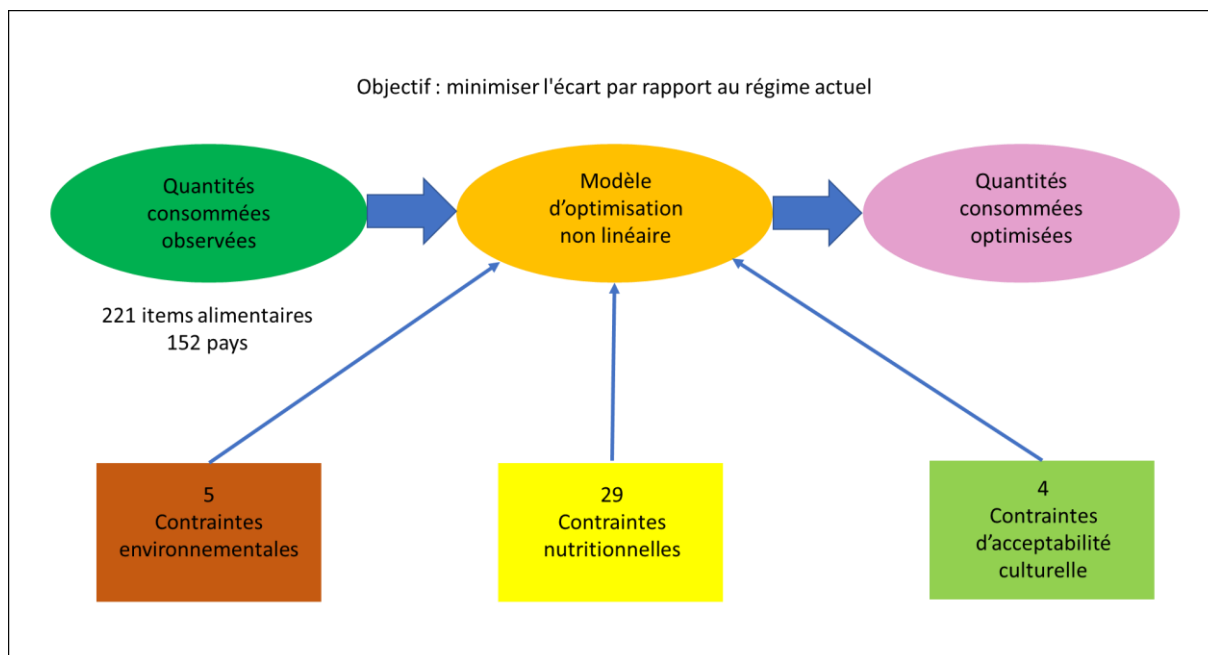 Objectif : minimiser l'écart par rapport au régime actuel
Quantités
consommées
observées
Modèle
d’optimisation
non linéaire
Quantités
consommées
optimisées
221 items alimentaires
152 pays
5
Contraintes
environnementales
29
Contraintes
nutritionnelles
4
Contraintes
d’acceptabilité
culturelle